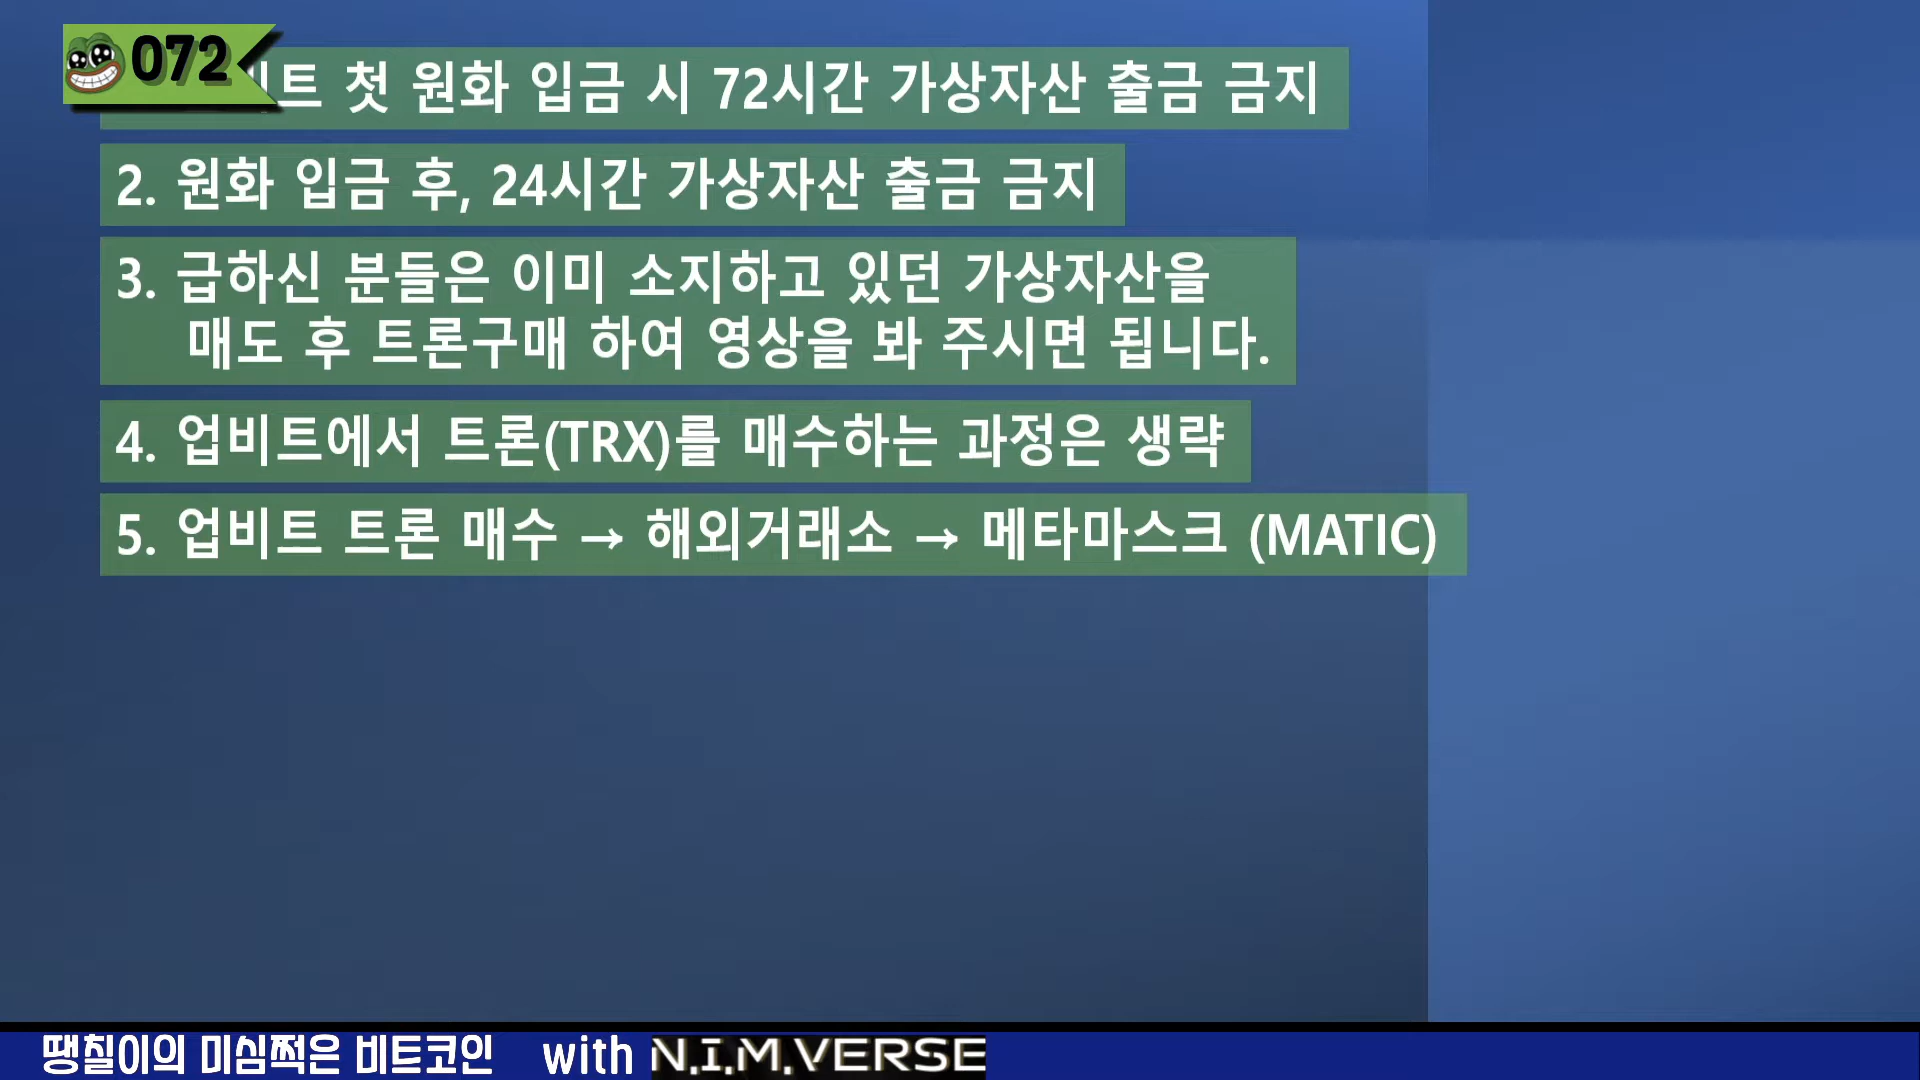 072
트 첫 원화 입금 시 72시간 가상자산 출금 금지
2. 원화 입금 후, 24시간 가상자산 출금 금지
3. 급하신 분들은 이미 소지하고 있던 가상자산을
매도 후 트론구매 하여 영상을 봐 주시면 됩니다.
4. 업비트에서 트론(TRX)를 매수하는 과정은 생략
5. 업비트 트론 매수 → 해외거래소 → 메타마스크 (MATIC)
땡칠이의 미심쩍은 비트코인 with N.I.M.VERSE